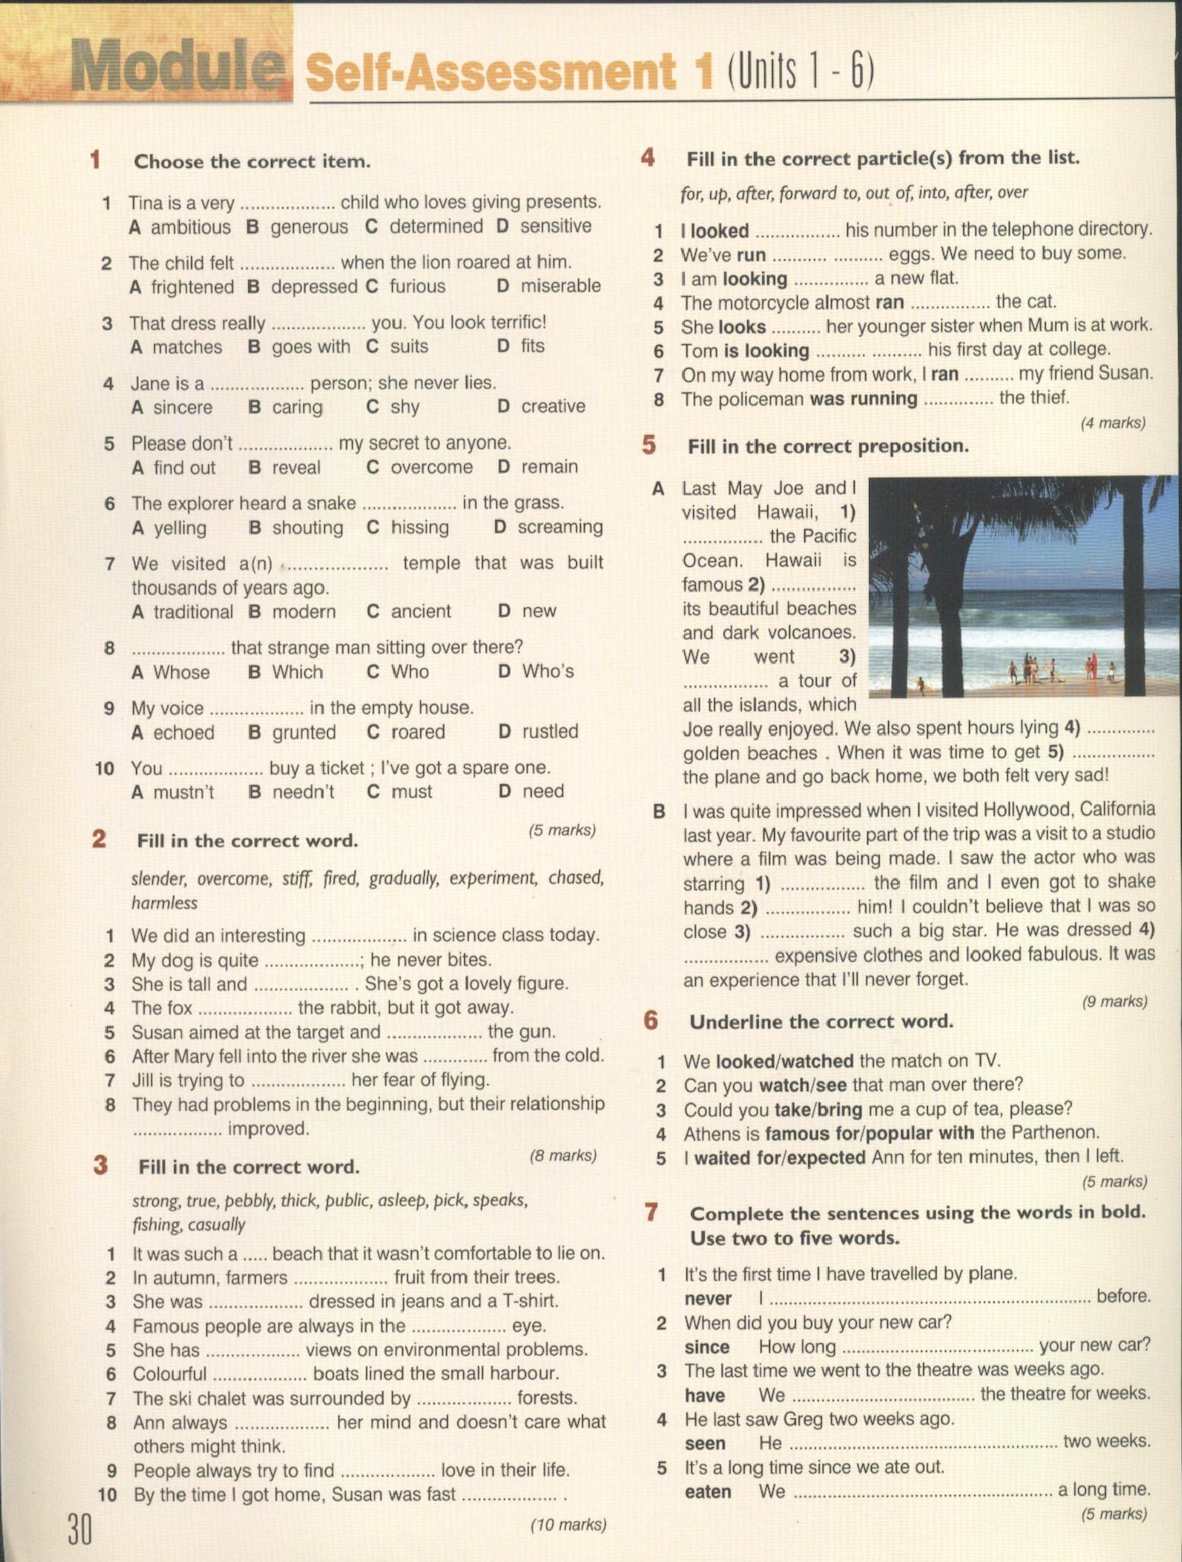 Module Self-Assessment 1 (Units 1 - 6)
1 Choose the correct item.
1 Tina is a very .................. child who loves giving presents.
A ambitious B generous C determined D sensitive
2 The child felt .................. when the lion roared at him.
A frightened B depressed C furious D miserable
3 That dress really .................. you. You look terrific!
A matches B goes with C suits D fits
4 Jane is a .................. person; she never lies.
A sincere B caring C shy D creative
5 Please don't .................. my secret to anyone.
A find out B reveal C overcome D remain
6 The explorer heard a snake .................. in the grass.
A yelling B shouting C hissing D screaming
7 We visited a(n) .................. temple that was built
thousands of years ago.
A traditional B modern C ancient D new
8 .................. that strange man sitting over there?
A Whose B Which C Who D Who's
9 My voice .................. in the empty house.
A echoed B grunted C roared D rustled
10 You .................. buy a ticket ; I've got a spare one.
A mustn't B needn't C must D need
(5 marks)
2 Fill in the correct word.
slender, overcome, stiff, fired, gradually, experiment, chased,
harmless
1 We did an interesting .................. in science class today.
2 My dog is quite ..................; he never bites.
3 She is tall and .................. . She's got a lovely figure.
4 The fox .................. the rabbit, but it got away.
5 Susan aimed at the target and .................. the gun.
6 After Mary fell into the river she was ............ from the cold.
7 Jill is trying to .................. her fear of flying.
8 They had problems in the beginning, but their relationship
................. improved.
(8 marks)
3 Fill in the correct word.
strong, true, pebbly, thick, public, asleep, pick, speaks,
fishing, casually
1 It was such a ..... beach that it wasn't comfortable to lie on.
2 In autumn, farmers .................. fruit from their trees.
3 She was .................. dressed in jeans and a T-shirt.
4 Famous people are always in the .................. eye.
5 She has .................. views on environmental problems.
6 Colourful .................. boats lined the small harbour.
7 The ski chalet was surrounded by .................. forests.
8 Ann always .................. her mind and doesn't care what
others might think.
9 People always try to find .................. love in their life.
10 By the time I got home, Susan was fast .................. .
(10 marks)
30
4 Fill in the correct particle(s) from the list.
for, up, after, forward to, out of, into, after, over
1 I looked ................ his number in the telephone directory.
2 We've run ........... ......... eggs. We need to buy some.
3 I am looking .............. a new flat.
4 The motorcycle almost ran ............... the cat.
5 She looks .......... her younger sister when Mum is at work.
6 Tom is looking .......... .......... his first day at college.
7 On my way home from work, I ran .......... my friend Susan.
8 The policeman was running ............. the thief.
(4 marks)
5 Fill in the correct preposition.
A Last May Joe and I
visited Hawaii, 1)
............... the Pacific
Ocean. Hawaii is
famous 2) ................
its beautiful beaches
and dark volcanoes.
We went 3)
................ a tour of
all the islands, which
Joe really enjoyed. We also spent hours lying 4) .............
golden beaches . When it was time to get 5) ................
the plane and go back home, we both felt very sad!
B I was quite impressed when I visited Hollywood, California
last year. My favourite part of the trip was a visit to a studio
where a film was being made. I saw the actor who was
starring 1) ................ the film and I even got to shake
hands 2) ................ him! I couldn't believe that I was so
close 3) ................ such a big star. He was dressed 4)
................ expensive clothes and looked fabulous. It was
an experience that I'll never forget.
(9 marks)
6 Underline the correct word.
1 We looked/watched the match on TV.
2 Can you watch/see that man over there?
3 Could you take/bring me a cup of tea, please?
4 Athens is famous for/popular with the Parthenon.
5 I waited for/expected Ann for ten minutes, then I left.
(5 marks)
7 Complete the sentences using the words in bold.
Use two to five words.
1 It's the first time I have travelled by plane.
never I ............................................................. before.
2 When did you buy your new car?
since How long .................................... your new car?
3 The last time we went to the theatre was weeks ago.
have We .................................. the theatre for weeks.
4 He last saw Greg two weeks ago.
seen He .................................................. two weeks.
5 It's a long time since we ate out.
eaten We ................................................ a long time.
(5 marks)